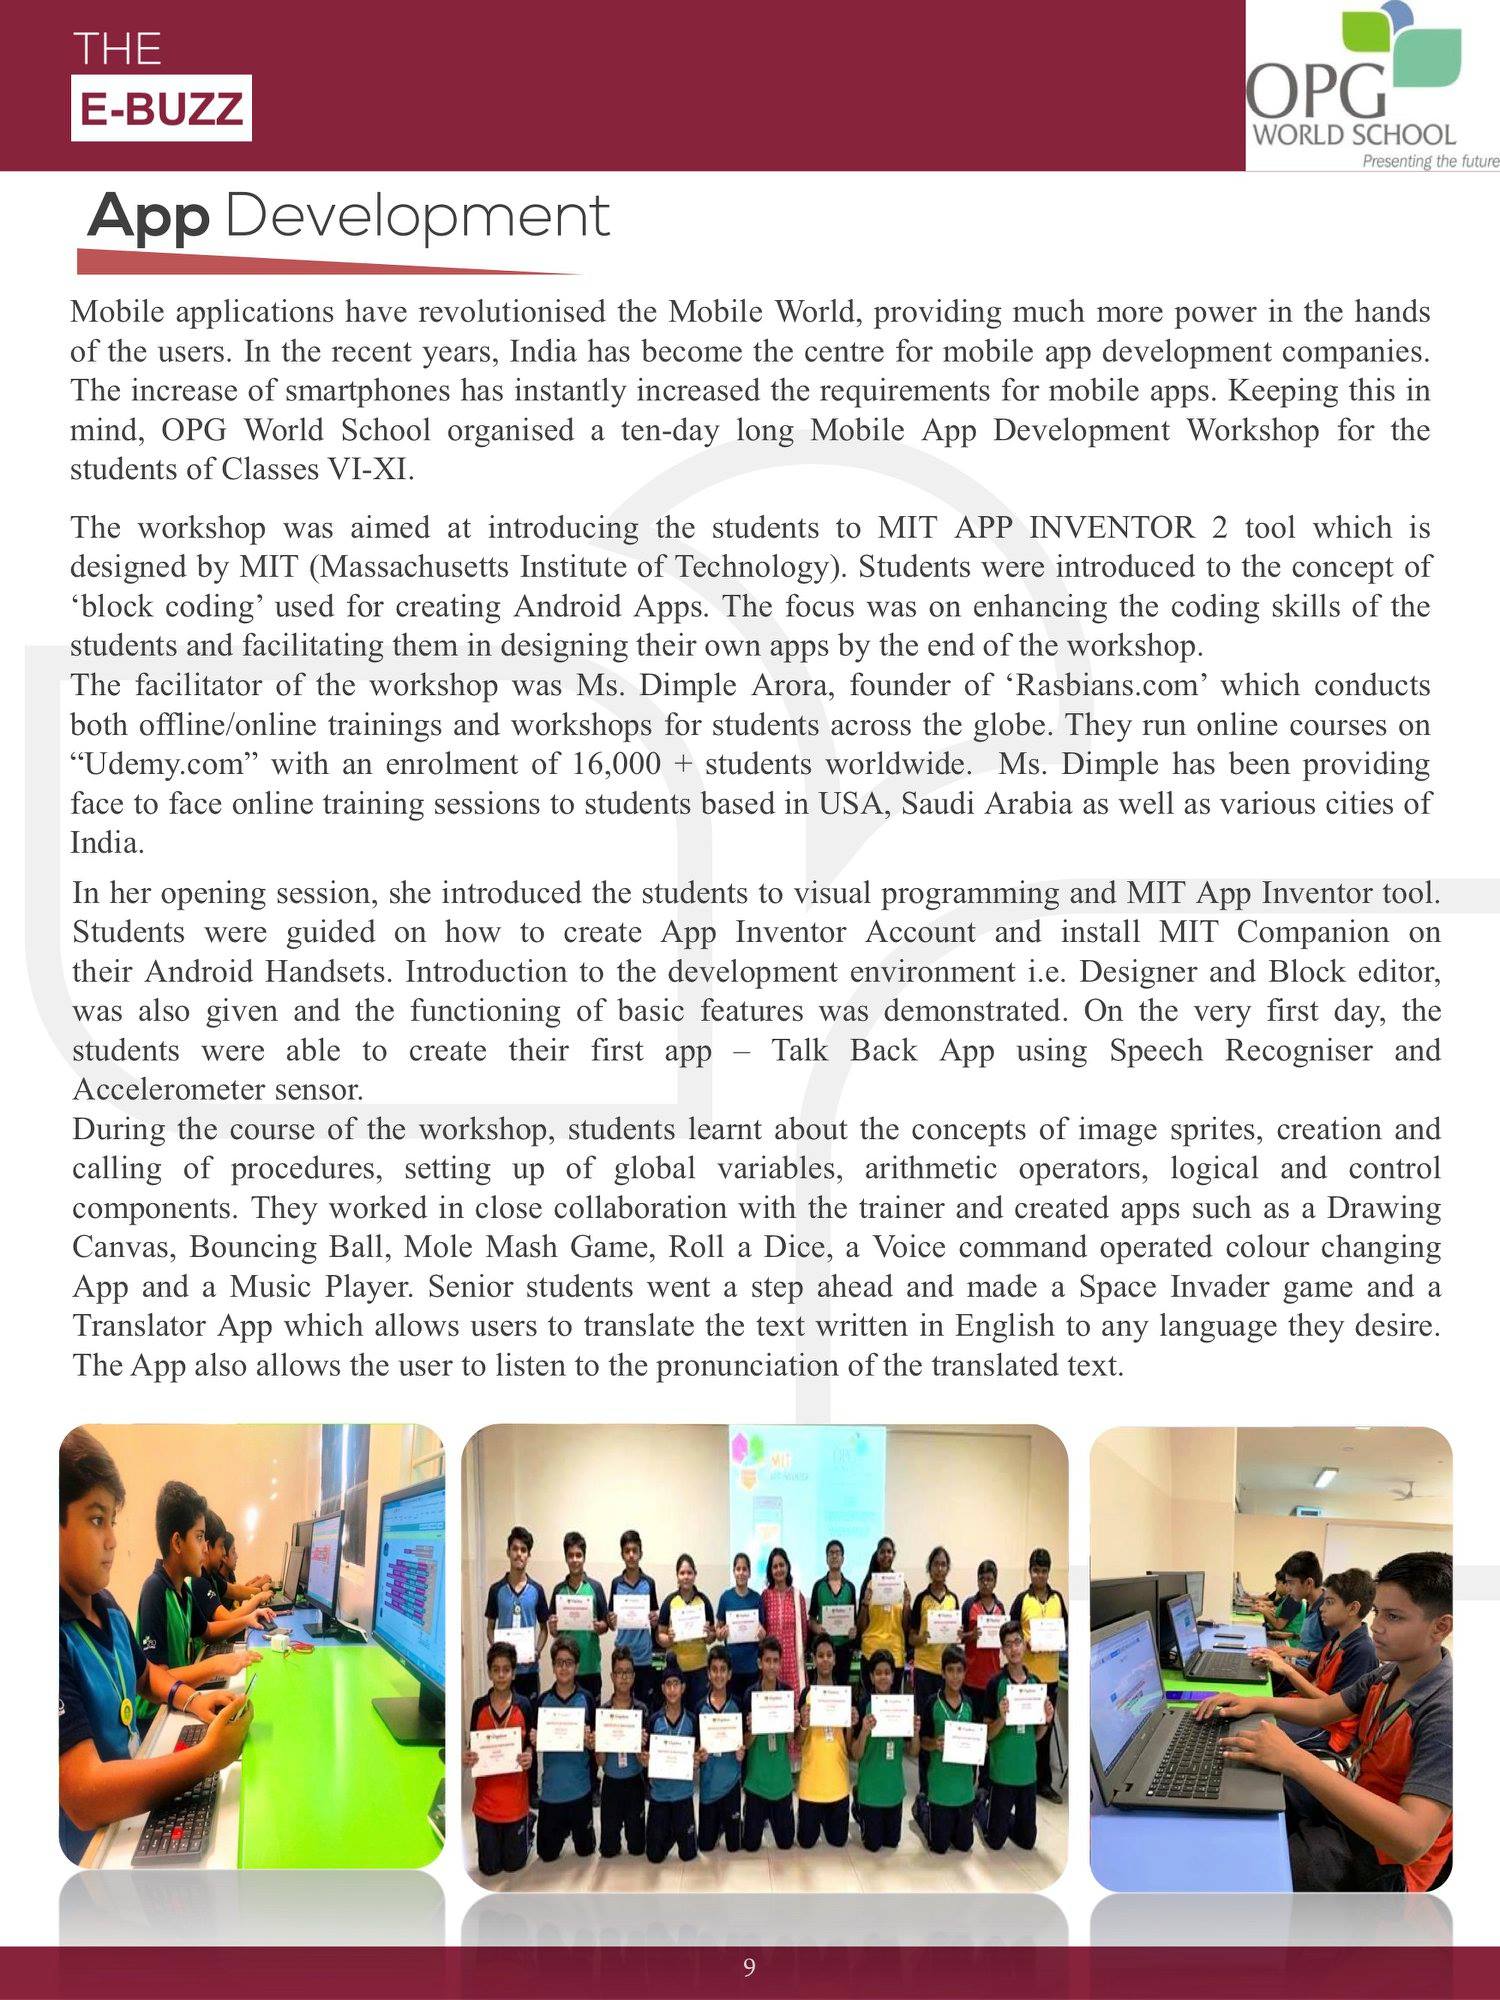 THE
E-BUZZ
OPG
WORLD SCHOOL
Presenting the future
App Development
Mobile applications have revolutionised the Mobile World, providing much more power in the hands
of the users. In the recent years, India has become the centre for mobile app development companies.
The increase of smartphones has instantly increased the requirements for mobile apps. Keeping this in
mind, OPG World School organised a ten-day long Mobile App Development Workshop for the
students of Classes VI-XI.
The workshop was aimed at introducing the students to MIT APP INVENTOR 2 tool which is
designed by MIT (Massachusetts Institute of Technology). Students were introduced to the concept of
‘block coding’ used for creating Android Apps. The focus was on enhancing the coding skills of the
students and facilitating them in designing their own apps by the end of the workshop.
The facilitator of the workshop was Ms. Dimple Arora, founder of ‘Rasbians.com’ which conducts
both offline/online trainings and workshops for students across the globe. They run online courses on
“Udemy.com” with an enrolment of 16,000 + students worldwide. Ms. Dimple has been providing
face to face online training sessions to students based in USA, Saudi Arabia as well as various cities of
India.
In her opening session, she introduced the students to visual programming and MIT App Inventor tool.
Students were guided on how to create App Inventor Account and install MIT Companion on
their Android Handsets. Introduction to the development environment i.e. Designer and Block editor,
was also given and the functioning of basic features was demonstrated. On the very first day, the
students were able to create their first app – Talk Back App using Speech Recogniser and
Accelerometer sensor.
During the course of the workshop, students learnt about the concepts of image sprites, creation and
calling of procedures, setting up of global variables, arithmetic operators, logical and control
components. They worked in close collaboration with the trainer and created apps such as a Drawing
Canvas, Bouncing Ball, Mole Mash Game, Roll a Dice, a Voice command operated colour changing
App and a Music Player. Senior students went a step ahead and made a Space Invader game and a
Translator App which allows users to translate the text written in English to any language they desire.
The App also allows the user to listen to the pronunciation of the translated text.
MIT
OPG
9